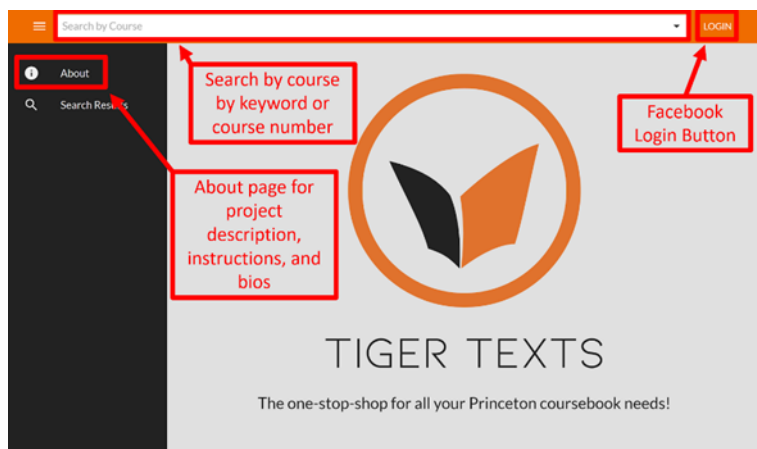 Search by Course
LOGIN
About
Search Results
Search by course
by keyword or
course number
Facebook
Login Button
About page for
project
description,
instructions, and
bios
TIGER TEXTS
The one-stop-shop for all your Princeton coursebook needs!